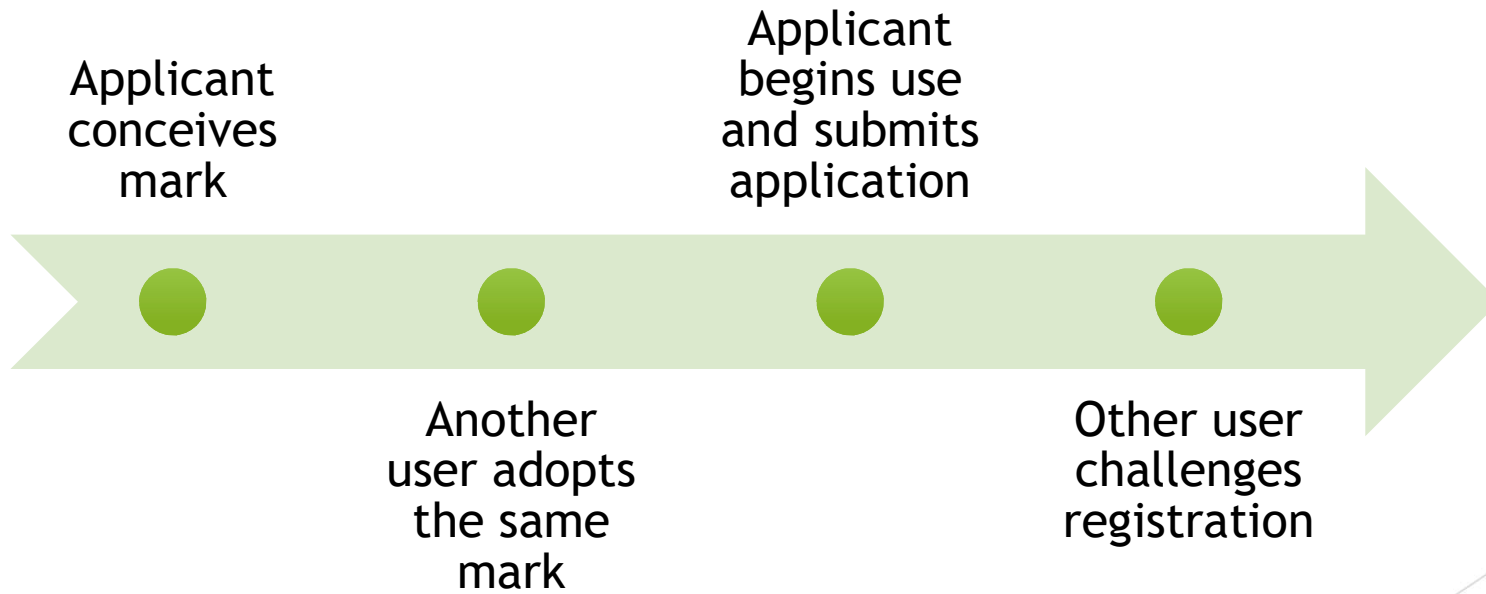 Applicant
conceives
mark
Another
user adopts
the same
mark
Applicant
begins use
and submits
application
Other user
challenges
registration